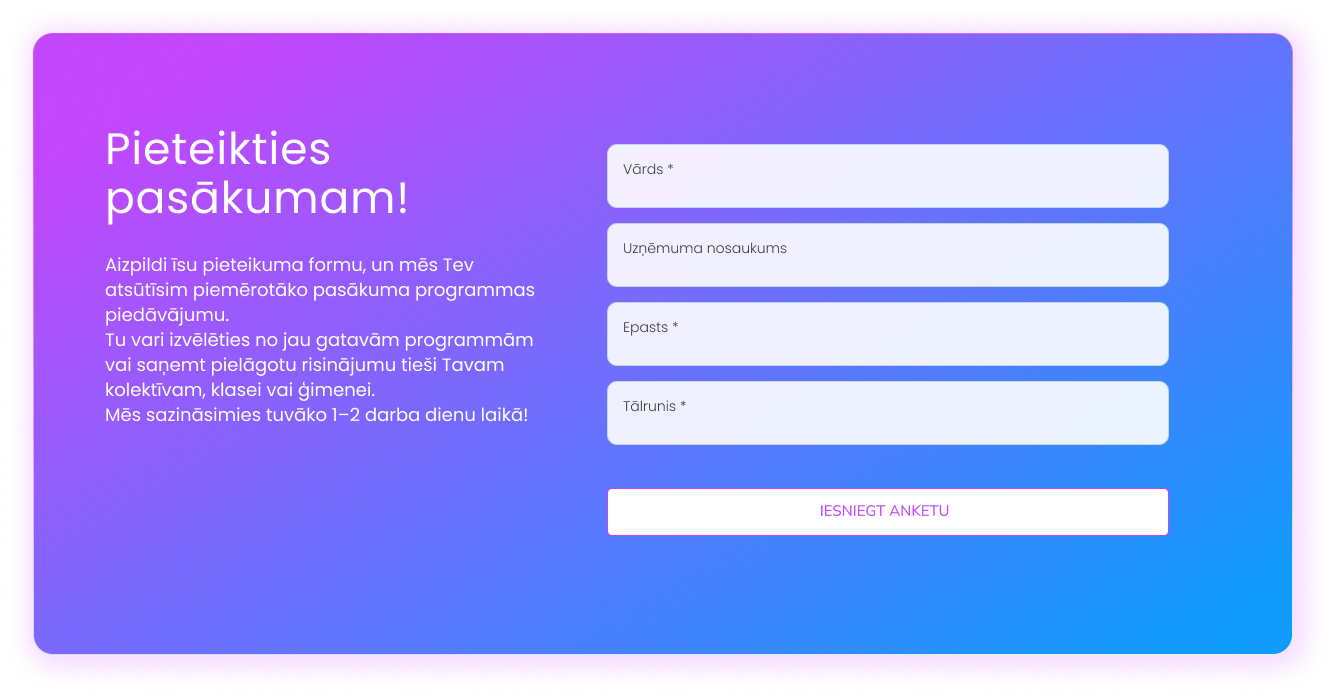 Pieteikties
pasākumam!
Aizpildi īsu pieteikuma formu, un mēs Tev
atsūtīsim piemērotāko pasākuma programmas
piedāvājumu.
Tu vari izvēlēties no jau gatavām programmām
vai saņemt pielāgotu risinājumu tieši Tavam
kolektīvam, klasei vai ģimenei.
Mēs sazināsimies tuvāko 1–2 darba dienu laikā!
Vārds *
Uzņēmuma nosaukums
Epasts *
Tālrunis *
IESNIEGT ANKETU